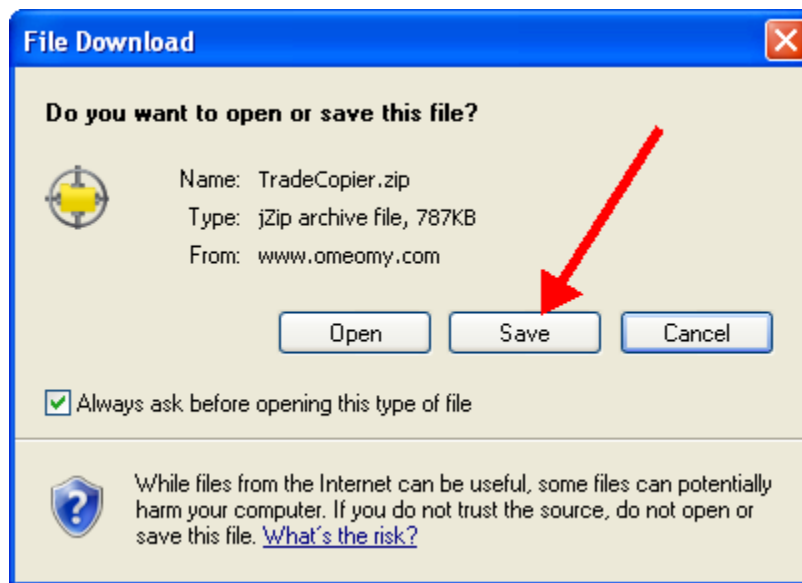 File Download
Do you want to open or save this file?
Name: TradeCopier.zip
Type: jZip archive file, 787KB
From: www.omeomy.com
Open Save Cancel
Always ask before opening this type of file
While files from the Internet can be useful, some files can potentially
harm your computer. If you do not trust the source, do not open or
save this file. What's the risk?